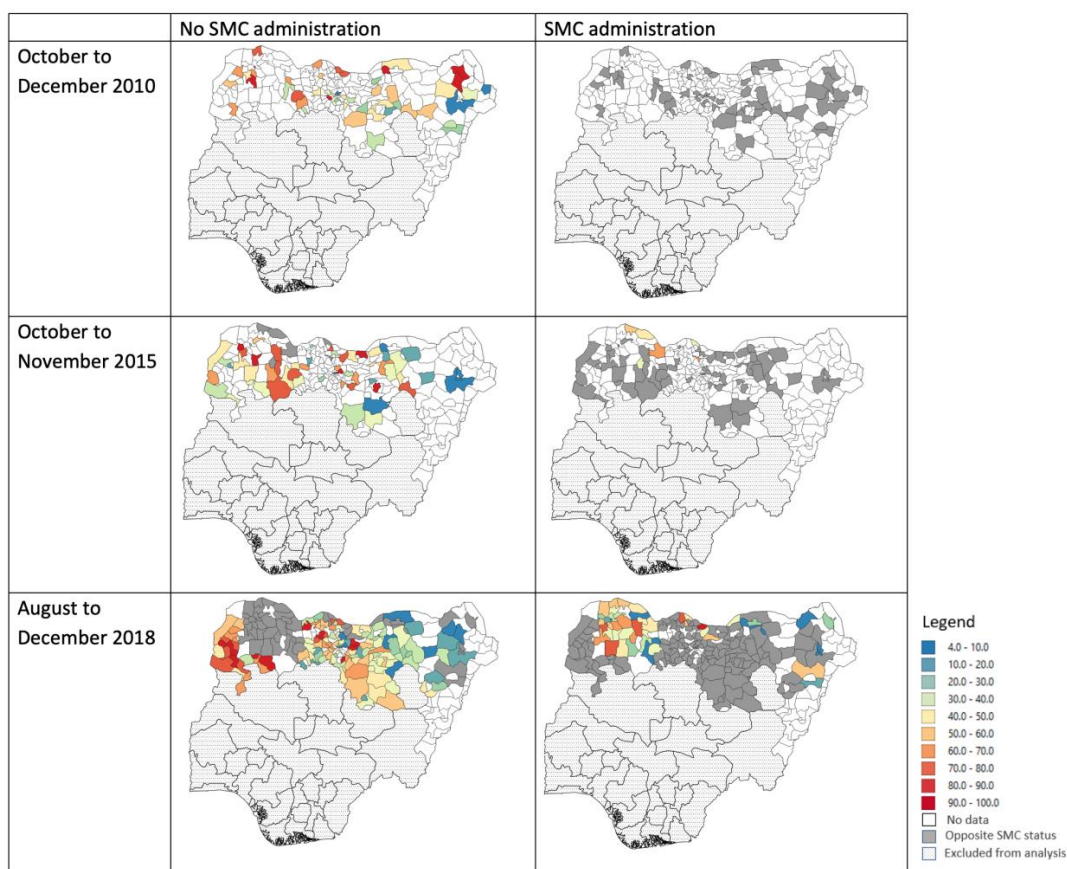 No SMC administration
SMC administration
October to
December 2010
October to
November 2015
August to
December 2018
Legend
4.0 - 10.0
10.0 - 20.0
20.0 - 30.0
30.0 - 40.0
40.0 - 50.0
50.0 - 60.0
60.0 - 70.0
70.0 - 80.0
80.0 - 90.0
90.0 - 100.0
No data
Opposite SMC status
Excluded from analysis